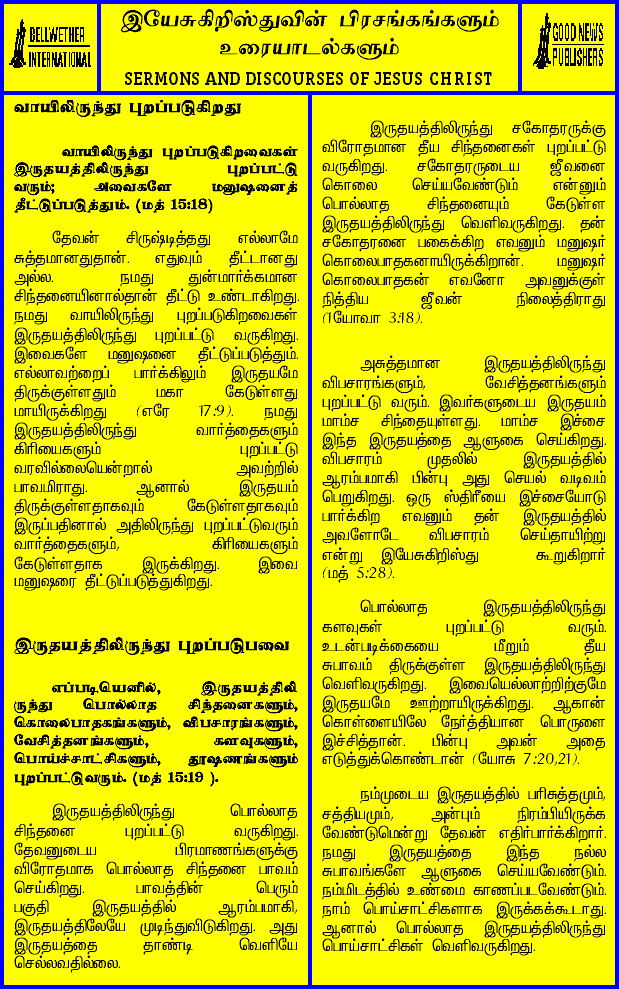 BELLWETHER
INTERNATIONAL
இயேசுகிறிஸ்துவின் பிரசங்கங்களும்
உரையாடல்களும்
SERMONS AND DISCOURSES OF JESUS CHRIST
GOOD NEWS
PUBLISHERS
வாயிலிருந்து புறப்படுகிறது
வாயிலிருந்து புறப்படுகிறவைகள்
இருதயத்திலிருந்து புறப்பட்டு
வரும்; அவைகளே மனுஷனைத்
தீட்டுப்படுத்தும். (மத் 15:18)
தேவன் சிருஷ்டித்தது எல்லாமே
சுத்தமானதுதான். எதுவும் தீட்டானது
அல்ல. நமது துன்மார்க்கமான
சிந்தனையினால்தான் தீட்டு உண்டாகிறது.
நமது வாயிலிருந்து புறப்படுகிறவைகள்
இருதயத்திலிருந்து புறப்பட்டு வருகிறது.
இவைகளே மனுஷனை தீட்டுப்படுத்தும்.
எல்லாவற்றைப் பார்க்கிலும் இருதயமே
திருக்குள்ளதும் மகா கேடுள்ளது
மாயிருக்கிறது (எரே 17:9). நமது
இருதயத்திலிருந்து வார்த்தைகளும்
கிரியைகளும் புறப்பட்டு
வரவில்லையென்றால் அவற்றில்
பாவமிராது. ஆனால் இருதயம்
திருக்குள்ளதாகவும் கேடுள்ளதாகவும்
இருப்பதினால் அதிலிருந்து புறப்பட்டுவரும்
வார்த்தைகளும், கிரியைகளும்
கேடுள்ளதாக இருக்கிறது. இவை
மனுஷரை தீட்டுப்படுத்துகிறது.
இருதயத்திலிருந்து புறப்படுபவை
எப்படியெனில், இருதயத்திலி
ருந்து பொல்லாத சிந்தனைகளும்,
கொலைபாதகங்களும், விபசாரங்களும்,
வேசித்தனங்களும், களவுகளும்,
பொய்ச்சாட்சிகளும், தூஷணங்களும்
புறப்பட்டுவரும். (மத் 15:19 ).
இருதயத்திலிருந்து பொல்லாத
சிந்தனை புறப்பட்டு வருகிறது.
தேவனுடைய பிரமாணங்களுக்கு
விரோதமாக பொல்லாத சிந்தனை பாவம்
செய்கிறது. பாவத்தின் பெரும்
பகுதி இருதயத்தில் ஆரம்பமாகி,
இருதயத்திலேயே முடிந்துவிடுகிறது. அது
இருதயத்தை தாண்டி வெளியே
செல்லவதில்லை.
இருதயத்திலிருந்து சகோதரருக்கு
விரோதமான தீய சிந்தனைகள் புறப்பட்டு
வருகிறது. சகோதரருடைய ஜீவனை
கொலை செய்யவேண்டும் என்னும்
பொல்லாத சிந்தனையும் கேடுள்ள
இருதயத்திலிருந்து வெளிவருகிறது. தன்
சகோதரனை பகைக்கிற எவனும் மனுஷர்
கொலைபாதகனாயிருக்கிறான். மனுஷர்
கொலைபாதகன் எவனோ அவனுக்குள்
நித்திய ஜீவன் நிலைத்திராது
(1யோவா 3:18).
அசுத்தமான இருதயத்திலிருந்து
விபசாரங்களும், வேசித்தனங்களும்
புறப்பட்டு வரும். இவர்களுடைய இருதயம்
மாம்ச சிந்தையுள்ளது. மாம்ச இச்சை
இந்த இருதயத்தை ஆளுகை செய்கிறது.
விபசாரம் முதலில் இருதயத்தில்
ஆரம்பமாகி பின்பு அது செயல் வடிவம்
பெறுகிறது. ஒரு ஸ்திரீயை இச்சையோடு
பார்க்கிற எவனும் தன் இருதயத்தில்
அவளோடே விபசாரம் செய்தாயிற்று
என்று இயேசுகிறிஸ்து கூறுகிறார்
(மத் 5:28).
பொல்லாத இருதயத்திலிருந்து
களவுகள் புறப்பட்டு வரும்.
உடன்படிக்கையை மீறும் தீய
சுபாவம் திருக்குள்ள இருதயத்திலிருந்து
வெளிவருகிறது. இவையெல்லாற்றிற்குமே
இருதயமே ஊற்றாயிருக்கிறது. ஆகான்
கொள்ளையிலே நேர்த்தியான பொருளை
இச்சித்தான். பின்பு அவன் அதை
எடுத்துக்கொண்டான் (யோசு 7:20,21).
நம்முடைய இருதயத்தில் பரிசுத்தமும்,
சத்தியமும், அன்பும் நிரம்பியிருக்க
வேண்டுமென்று தேவன் எதிர்பார்க்கிறார்.
நமது இருதயத்தை இந்த நல்ல
சுபாவங்களே ஆளுகை செய்யவேண்டும்.
நம்மிடத்தில் உண்மை காணப்படவேண்டும்.
நாம் பொய்சாட்சிகளாக இருக்கக்கூடாது.
ஆனால் பொல்லாத இருதயத்திலிருந்து
பொய்சாட்சிகள் வெளிவருகிறது.